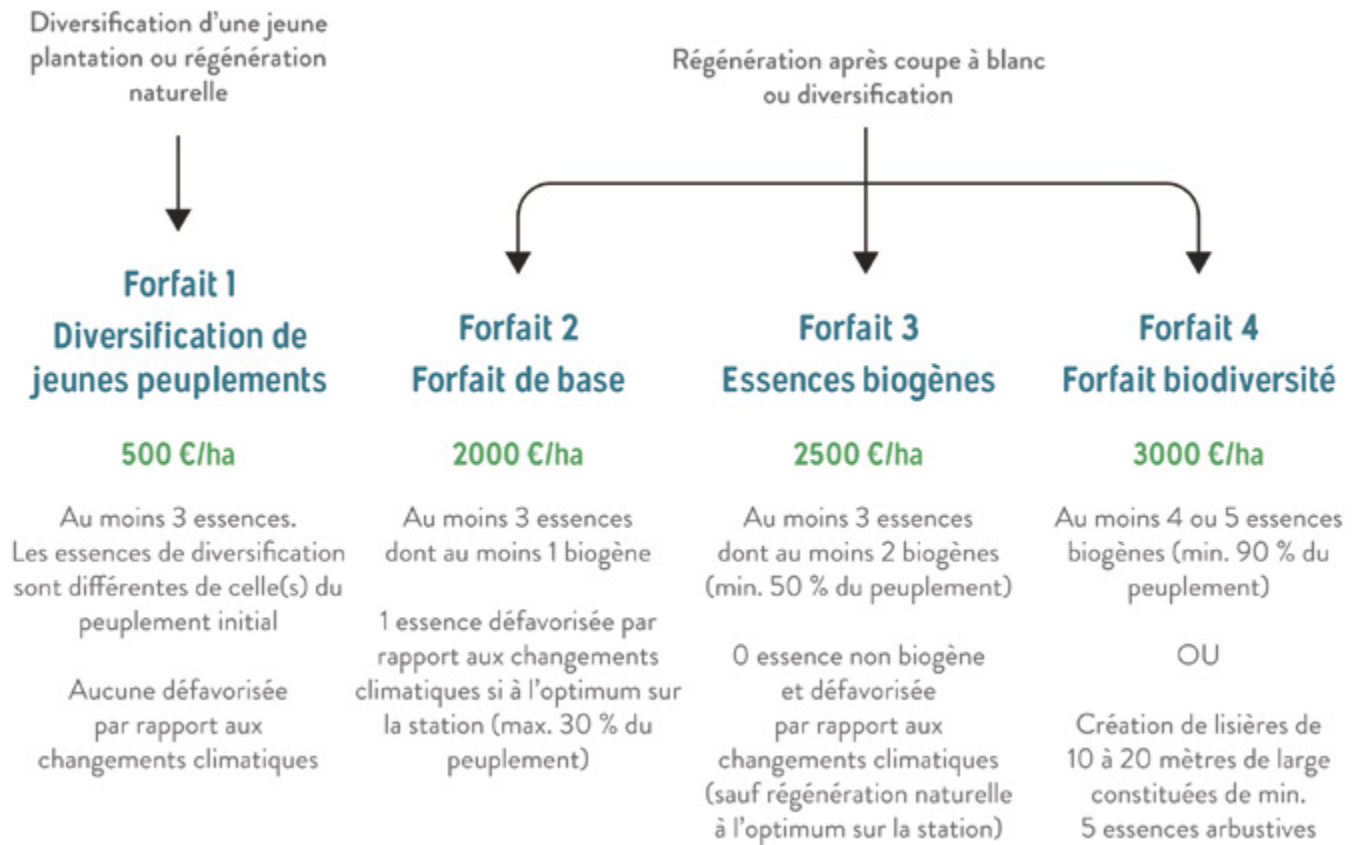 Diversification d'une jeune
plantation ou régénération
naturelle
Régénération après coupe à blanc
ou diversification
Forfait 1
Diversification de
jeunes peuplements
500 €/ha
Au moins 3 essences.
Les essences de diversification
sont différentes de celle(s) du
peuplement initial
Aucune défavorisée
par rapport aux
changements climatiques
Forfait 2
Forfait de base
2000 €/ha
Au moins 3 essences
dont au moins 1 biogène
1 essence défavorisée par
rapport aux changements
climatiques si à l'optimum sur
la station (max. 30 % du
peuplement)
Forfait 3
Essences biogènes
2500 €/ha
Au moins 3 essences
dont au moins 2 biogènes
(min. 50 % du peuplement)
0 essence non biogène
et défavorisée
par rapport aux
changements climatiques
(sauf régénération naturelle
à l'optimum sur la station)
Forfait 4
Forfait biodiversité
3000 €/ha
Au moins 4 ou 5 essences
biogènes (min. 90 % du
peuplement)
OU
Création de lisières de
10 à 20 mètres de large
constituées de min.
5 essences arbustives